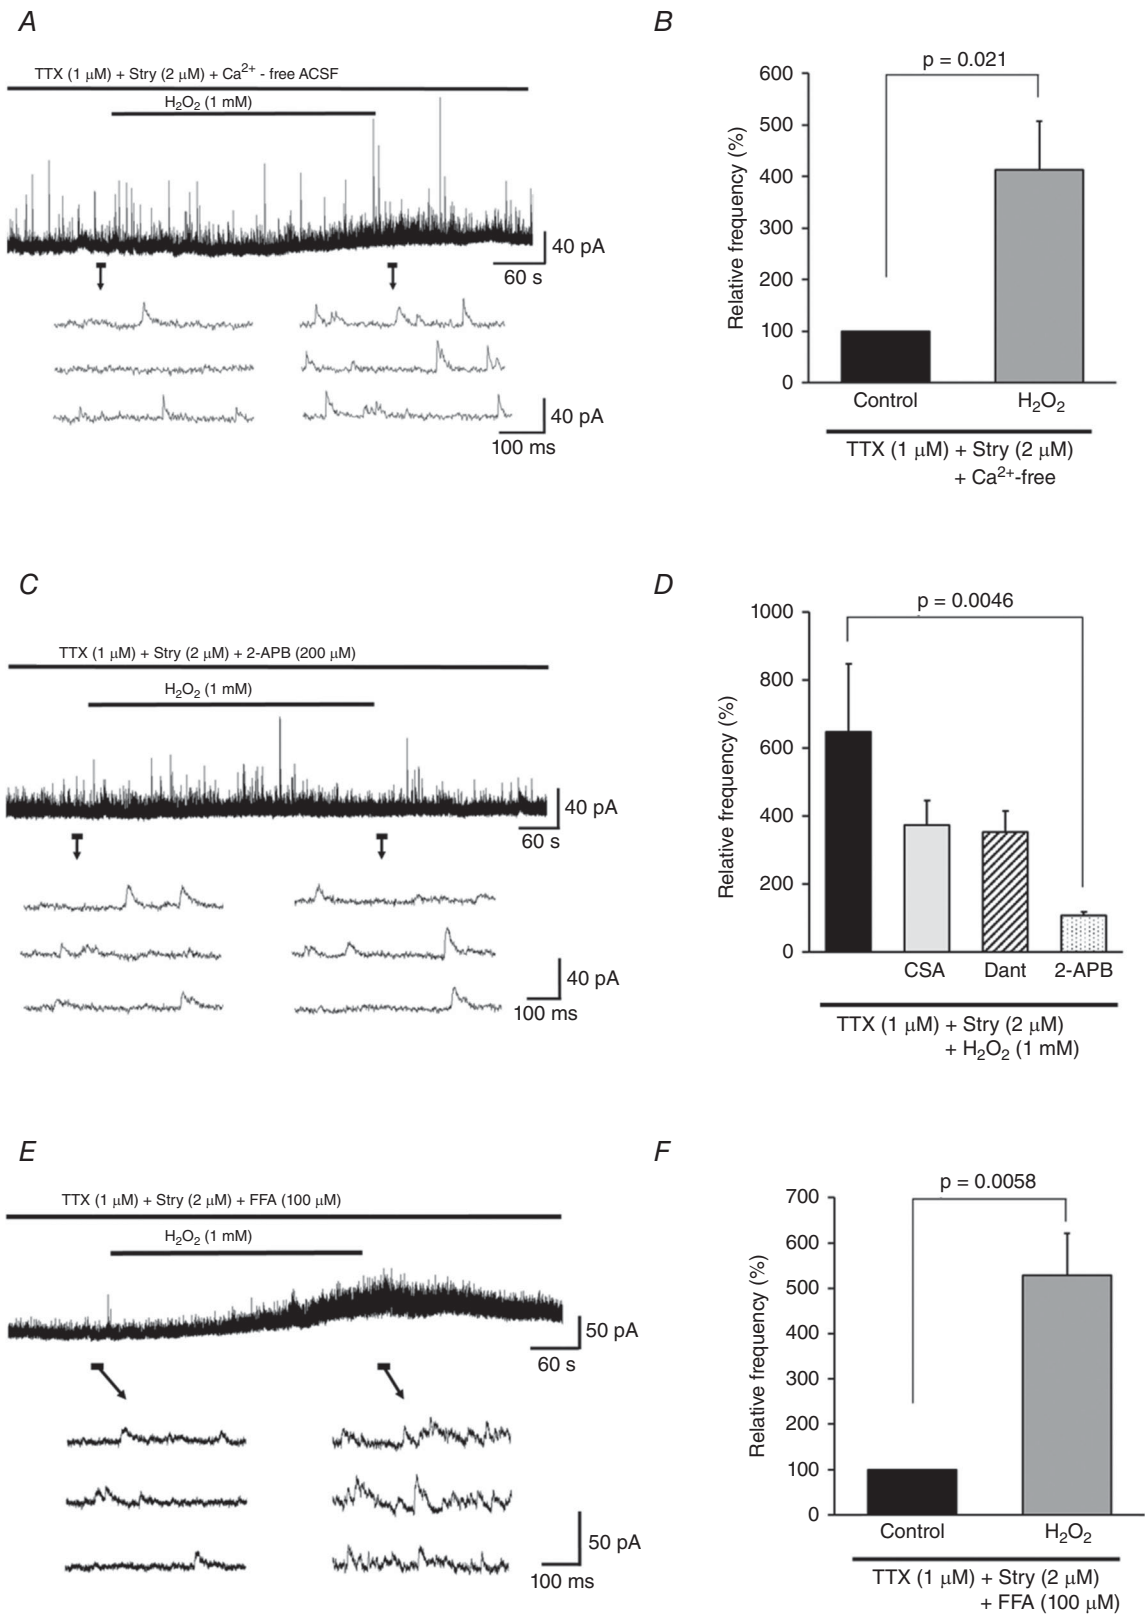 A
TTX (1 μM) + Stry (2 μM) + Ca2+ - free ACSF
H2O2 (1 mM)
40 pA
60 s
40 pA
100 ms
B
p = 0.021
Relative frequency (%)
600
500
400
300
200
100
0
Control
H2O2
TTX (1 μM) + Stry (2 μM)
+ Ca2+-free
C
TTX (1 μM) + Stry (2 μM) + 2-APB (200 μM)
H2O2 (1 mM)
40 pA
60 s
40 pA
100 ms
D
p = 0.0046
Relative frequency (%)
1000
800
600
400
200
0
CSA
Dant
2-APB
TTX (1 μM) + Stry (2 μM)
+ H2O2 (1 mM)
E
TTX (1 μM) + Stry (2 μM) + FFA (100 μM)
H2O2 (1 mM)
50 pA
60 s
50 pA
100 ms
F
p = 0.0058
Relative frequency (%)
700
600
500
400
300
200
100
0
Control
H2O2
TTX (1 μM) + Stry (2 μM)
+ FFA (100 μM)